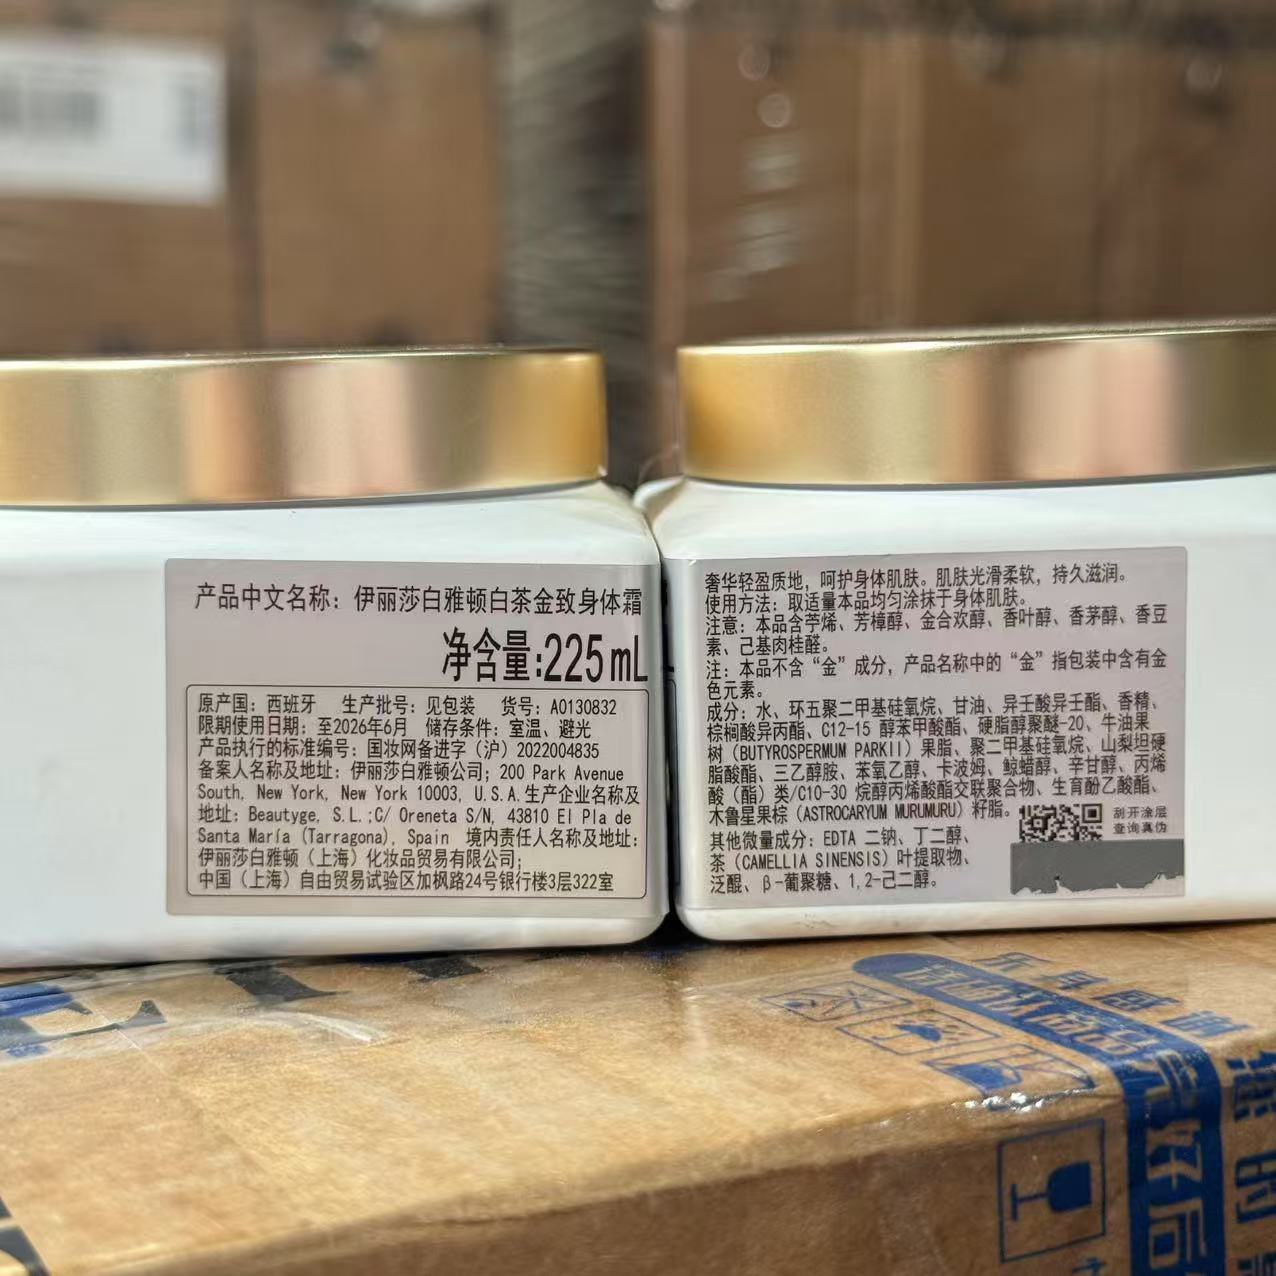 产品中文名称：伊丽莎白雅顿白茶金致身体霜
净含量:225mL
原产国：西班牙 生产批号：见包装 货号：A0130832
限期使用日期：至2026年6月 储存条件：室温、避光
产品执行的标准编号：国妆网备进字（沪）2022004835
备案人名称及地址：伊丽莎白雅顿公司；200 Park Avenue
South, New York, New York 10003, U.S.A.生产企业名称及
地址：Beautyge, S.L.;C/ Oreneta S/N, 43810 El Pla de
Santa María (Tarragona), Spain 境内责任人名称及地址：
伊丽莎白雅顿（上海）化妆品贸易有限公司；
中国（上海）自由贸易试验区加枫路24号银行楼3层322室
奢华轻盈质地，呵护身体肌肤。肌肤光滑柔软，持久滋润。
使用方法：取适量本品均匀涂抹于身体肌肤。
注意：本品含苧烯、芳樟醇、金合欢醇、香叶醇、香茅醇、香豆
素、己基肉桂醛。
注：本品不含“金”成分，产品名称中的“金”指包装中含有金
色元素。
成分：水、环五聚二甲基硅氧烷、甘油、异壬酸异壬酯、香精、
棕榈酸异丙酯、C12-15 醇苯甲酸酯、硬脂醇聚醚-20、牛油果
树（BUTYROSPERMUM PARKII）果脂、聚二甲基硅氧烷、山梨坦硬
脂酸酯、三乙醇胺、苯氧乙醇、卡波姆、鲸蜡醇、辛甘醇、丙烯
酸（酯）类/C10-30 烷醇丙烯酸酯交联聚合物、生育酚乙酸酯、
木鲁星果棕（ASTROCARYUM MURUMURU）籽脂。
其他微量成分：EDTA 二钠、丁二醇、
茶（CAMELLIA SINENSIS）叶提取物、
泛醌、β-葡聚糖、1,2-己二醇。
刮开涂层
查询真伪